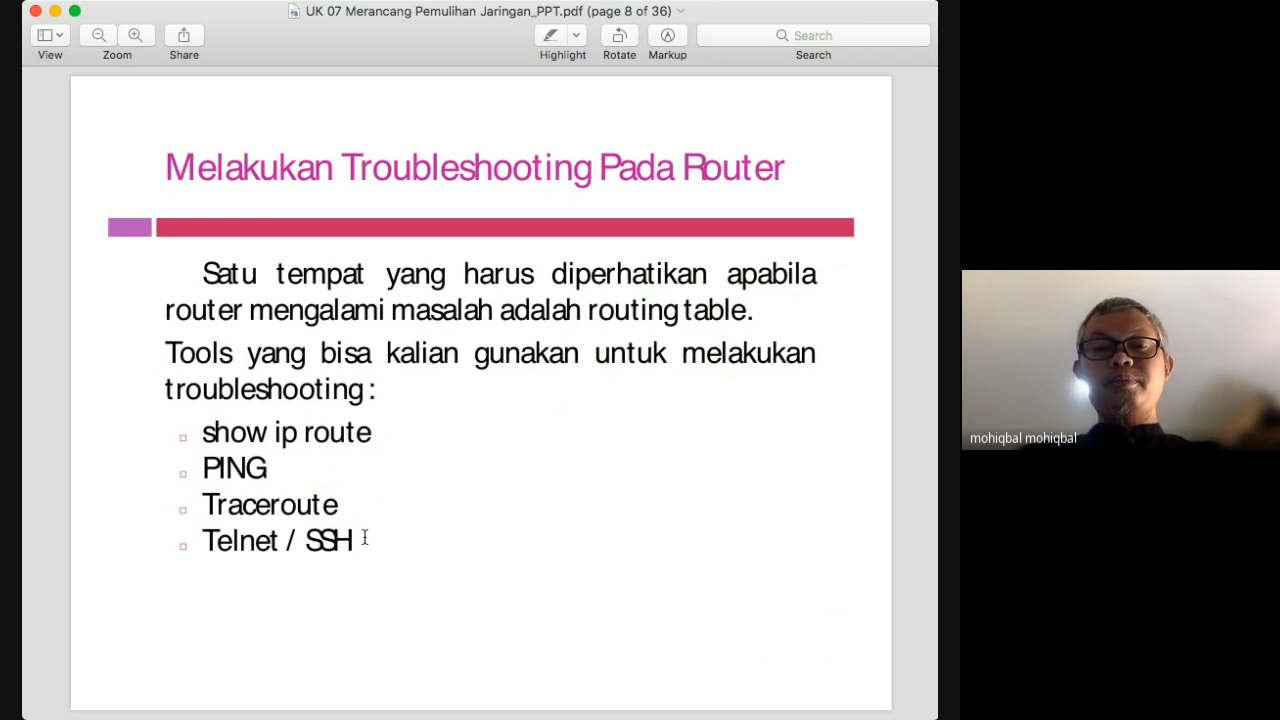 UK 07 Merancang Pemulihan Jaringan_PPT.pdf (page 8 of 36)
View
Zoom
Share
Highlight
Rotate
Markup
Search
Search
Melakukan Troubleshooting Pada Router
Satu tempat yang harus diperhatikan apabila
router mengalami masalah adalah routing table.
Tools yang bisa kalian gunakan untuk melakukan
troubleshooting :
show ip route
PING
Traceroute
Telnet / SSH
mohiqbal mohiqbal